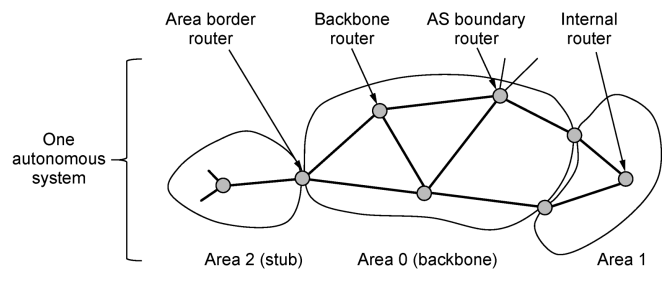 Area border
router
Backbone
router
AS boundary
router
Internal
router
One
autonomous
system
Area 2 (stub)
Area 0 (backbone)
Area 1